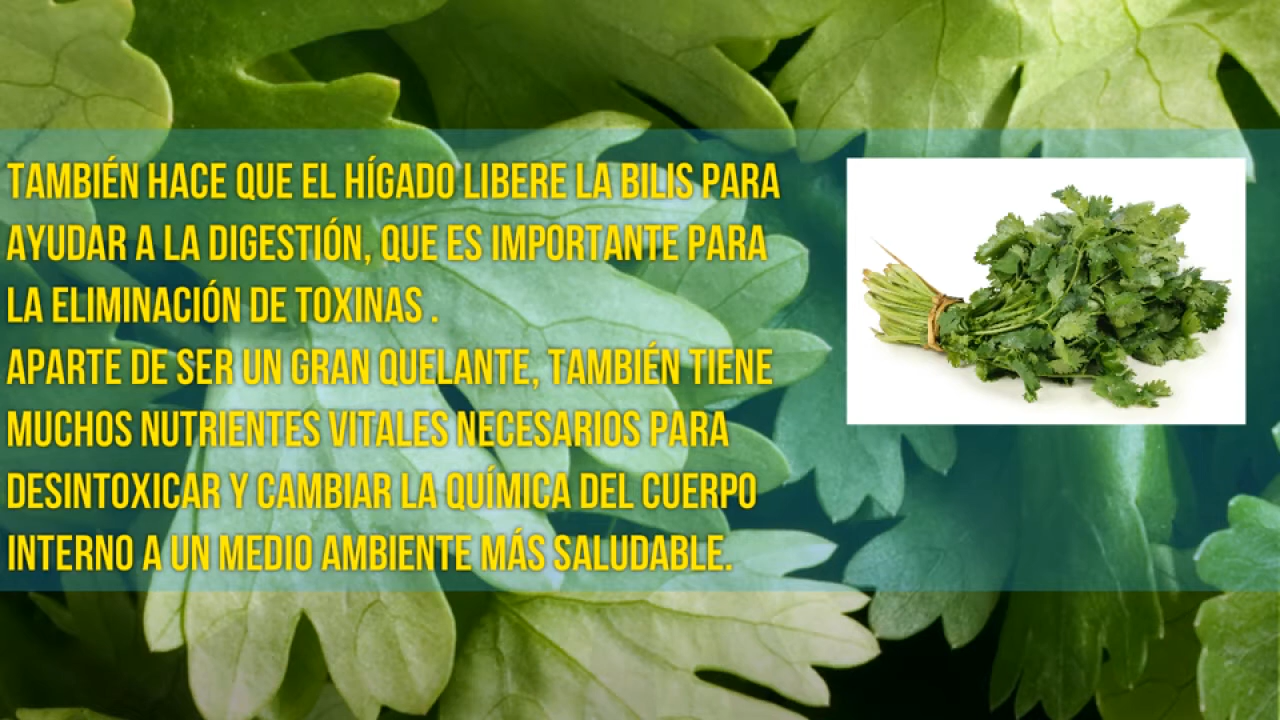 TAMBIÉN HACE QUE EL HÍGADO LIBERE LA BILIS PARA
AYUDAR A LA DIGESTIÓN, QUE ES IMPORTANTE PARA
LA ELIMINACIÓN DE TOXINAS .
APARTE DE SER UN GRAN QUELANTE, TAMBIÉN TIENE
MUCHOS NUTRIENTES VITALES NECESARIOS PARA
DESINTOXICAR Y CAMBIAR LA QUÍMICA DEL CUERPO
INTERNO A UN MEDIO AMBIENTE MÁS SALUDABLE.